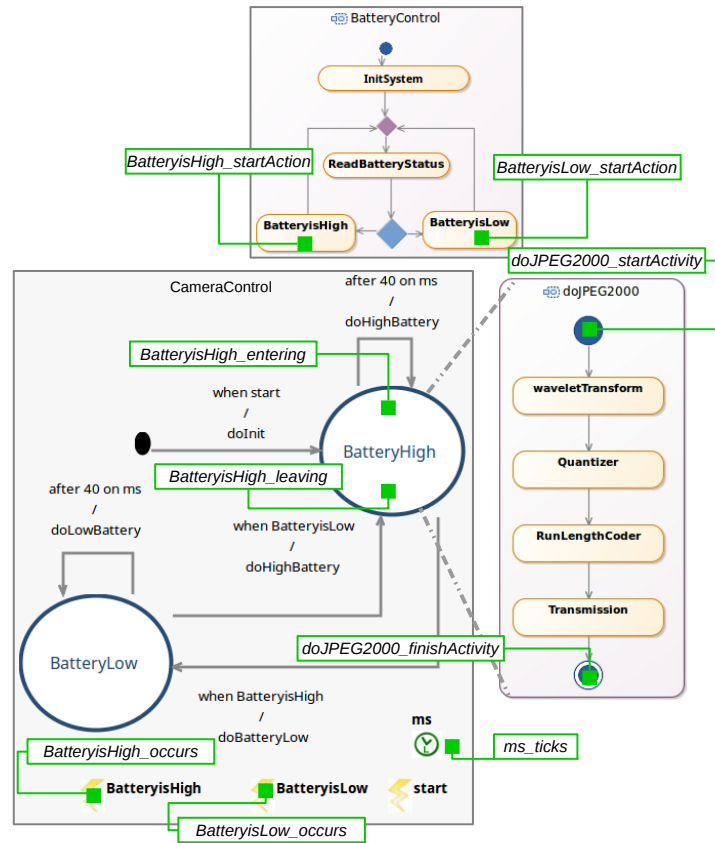 BatteryControl
InitSystem
BatteryisHigh_startAction
ReadBatteryStatus
BatteryisLow_startAction
BatteryisHigh
BatteryisLow
doJPEG2000_startActivity
CameraControl
after 40 on ms
/
doHighBattery
doJPEG2000
BatteryisHigh_entering
when start
/
doInit
waveletTransform
BatteryHigh
BatteryisHigh_leaving
Quantizer
after 40 on ms
/
doLowBattery
when BatteryisLow
/
doHighBattery
RunLengthCoder
Transmission
BatteryLow
doJPEG2000_finishActivity
when BatteryisHigh
/
doBatteryLow
ms
BatteryisHigh_occurs
ms_ticks
BatteryisHigh
BatteryisLow
start
BatteryisLow_occurs